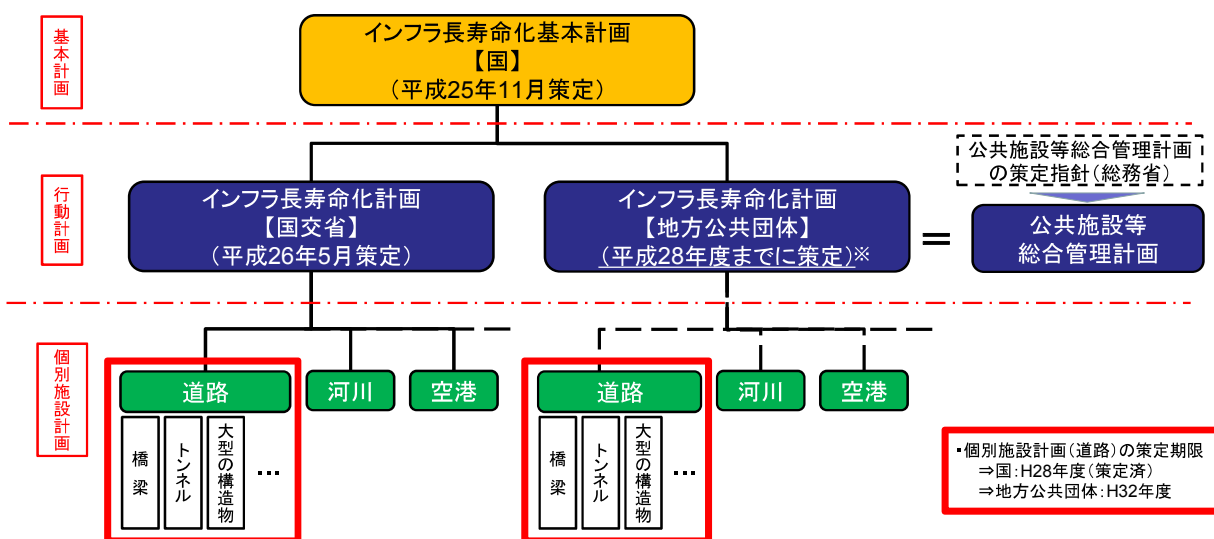 基本計画
インフラ長寿命化基本計画
【国】
（平成25年11月策定）
行動計画
インフラ長寿命化計画
【国交省】
（平成26年5月策定）
インフラ長寿命化計画
【地方公共団体】
（平成28年度までに策定）※
＝
公共施設等総合管理計画
の策定指針（総務省）
公共施設等
総合管理計画
個別施設計画
道路
河川
空港
橋梁
トンネル
大型の構造物
…
道路
河川
空港
橋梁
トンネル
大型の構造物
…
・個別施設計画（道路）の策定期限
⇒国：H28年度（策定済）
⇒地方公共団体：H32年度